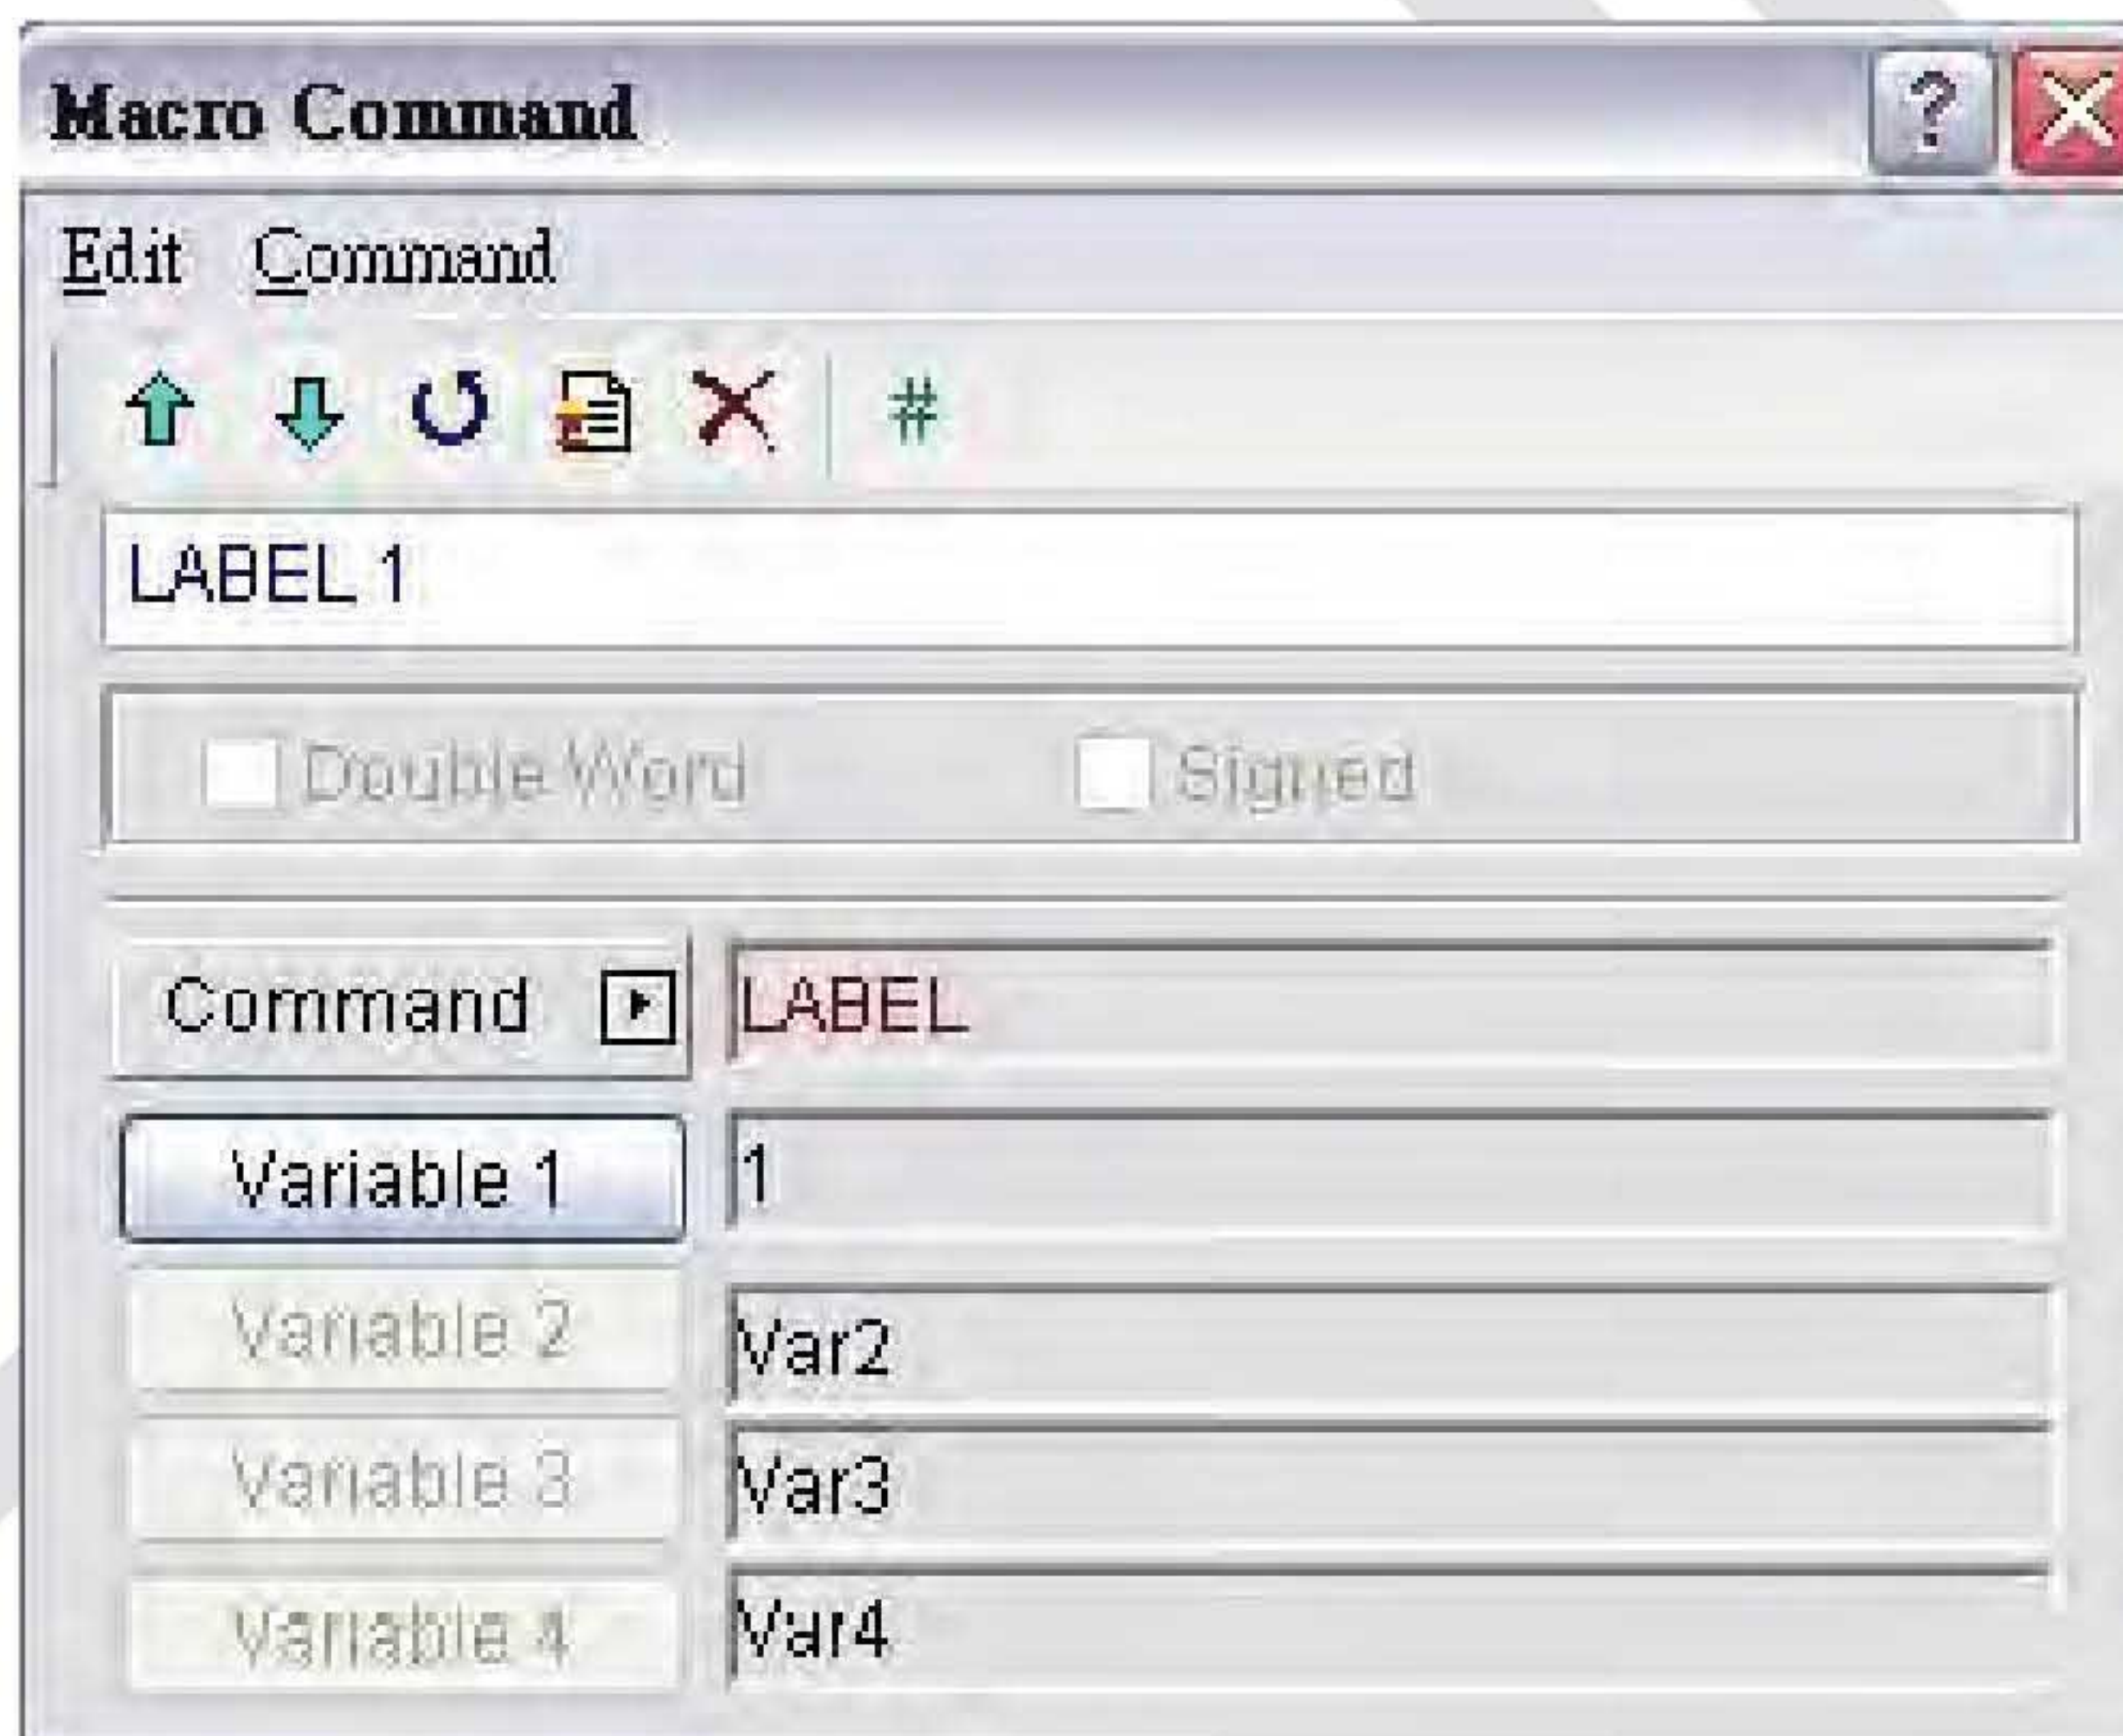 Macro Command ?
Edit Command
#
LABEL 1
Double Word Signed
Command LABEL
Variable 1 1
Variable 2 Var2
Variable 3 Var3
Variable 4 Var4